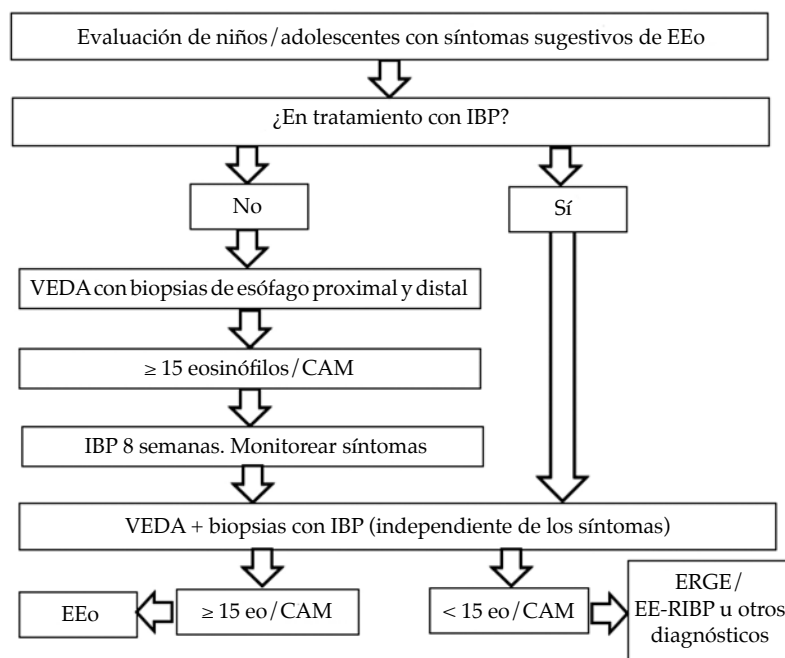 Evaluación de niños/adolescentes con síntomas sugestivos de EEo
¿En tratamiento con IBP?
No
Sí
VEDA con biopsias de esófago proximal y distal
≥ 15 eosinófilos/CAM
IBP 8 semanas. Monitorear síntomas
VEDA + biopsias con IBP (independiente de los síntomas)
EEo
≥ 15 eo/CAM
< 15 eo/CAM
ERGE/
EE-RIBP u otros
diagnósticos